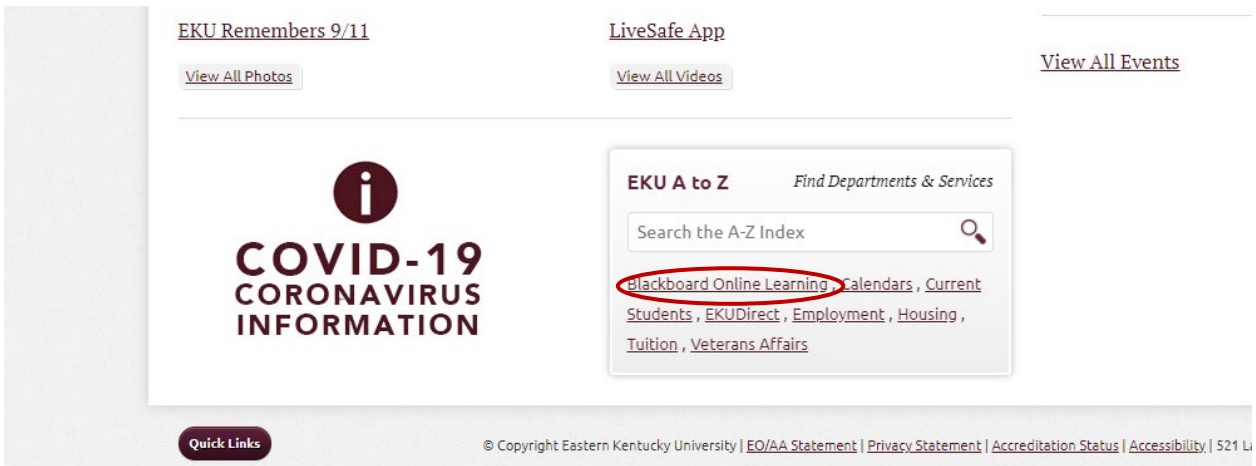 EKU Remembers 9/11
View All Photos
LiveSafe App
View All Videos
View All Events
i
COVID-19
CORONAVIRUS
INFORMATION
EKU A to Z Find Departments & Services
Search the A-Z Index
Blackboard Online Learning , Calendars , Current
Students , EKUDirect , Employment , Housing ,
Tuition , Veterans Affairs
Quick Links
© Copyright Eastern Kentucky University | EO/AA Statement | Privacy Statement | Accreditation Status | Accessibility | 521